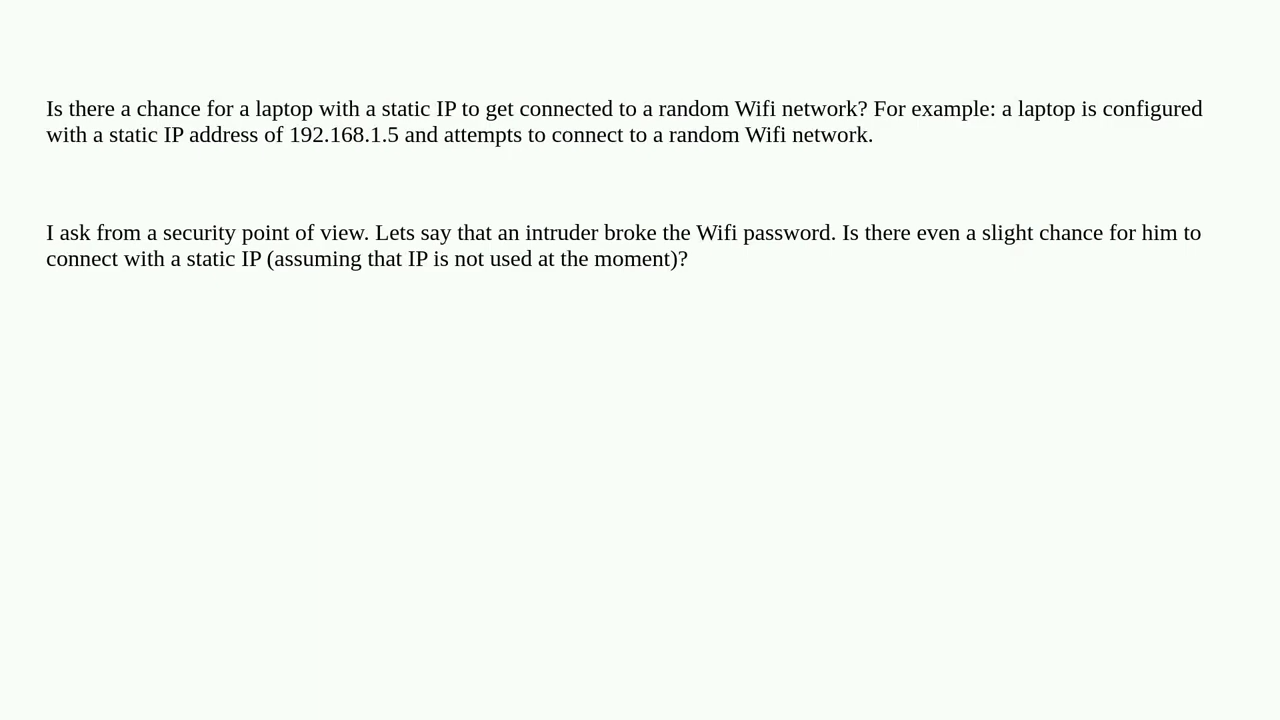 Is there a chance for a laptop with a static IP to get connected to a random Wifi network? For example: a laptop is configured
with a static IP address of 192.168.1.5 and attempts to connect to a random Wifi network.
I ask from a security point of view. Lets say that an intruder broke the Wifi password. Is there even a slight chance for him to
connect with a static IP (assuming that IP is not used at the moment)?